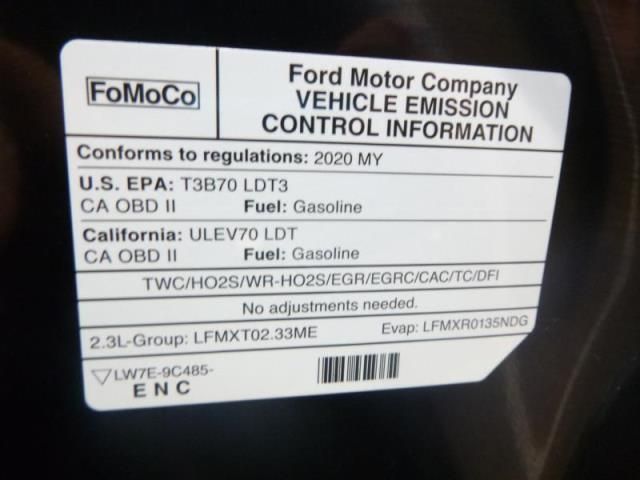 FoMoCo
Ford Motor Company
VEHICLE EMISSION
CONTROL INFORMATION
Conforms to regulations: 2020 MY
U.S. EPA: T3B70 LDT3
CA OBD II Fuel: Gasoline
California: ULEV70 LDT
CA OBD II Fuel: Gasoline
TWC/HO2S/WR-HO2S/EGR/EGRC/CAC/TC/DFI
No adjustments needed.
2.3L-Group: LFMXT02.33ME Evap: LFMXR0135NDG
LW7E-9C485-
E N C